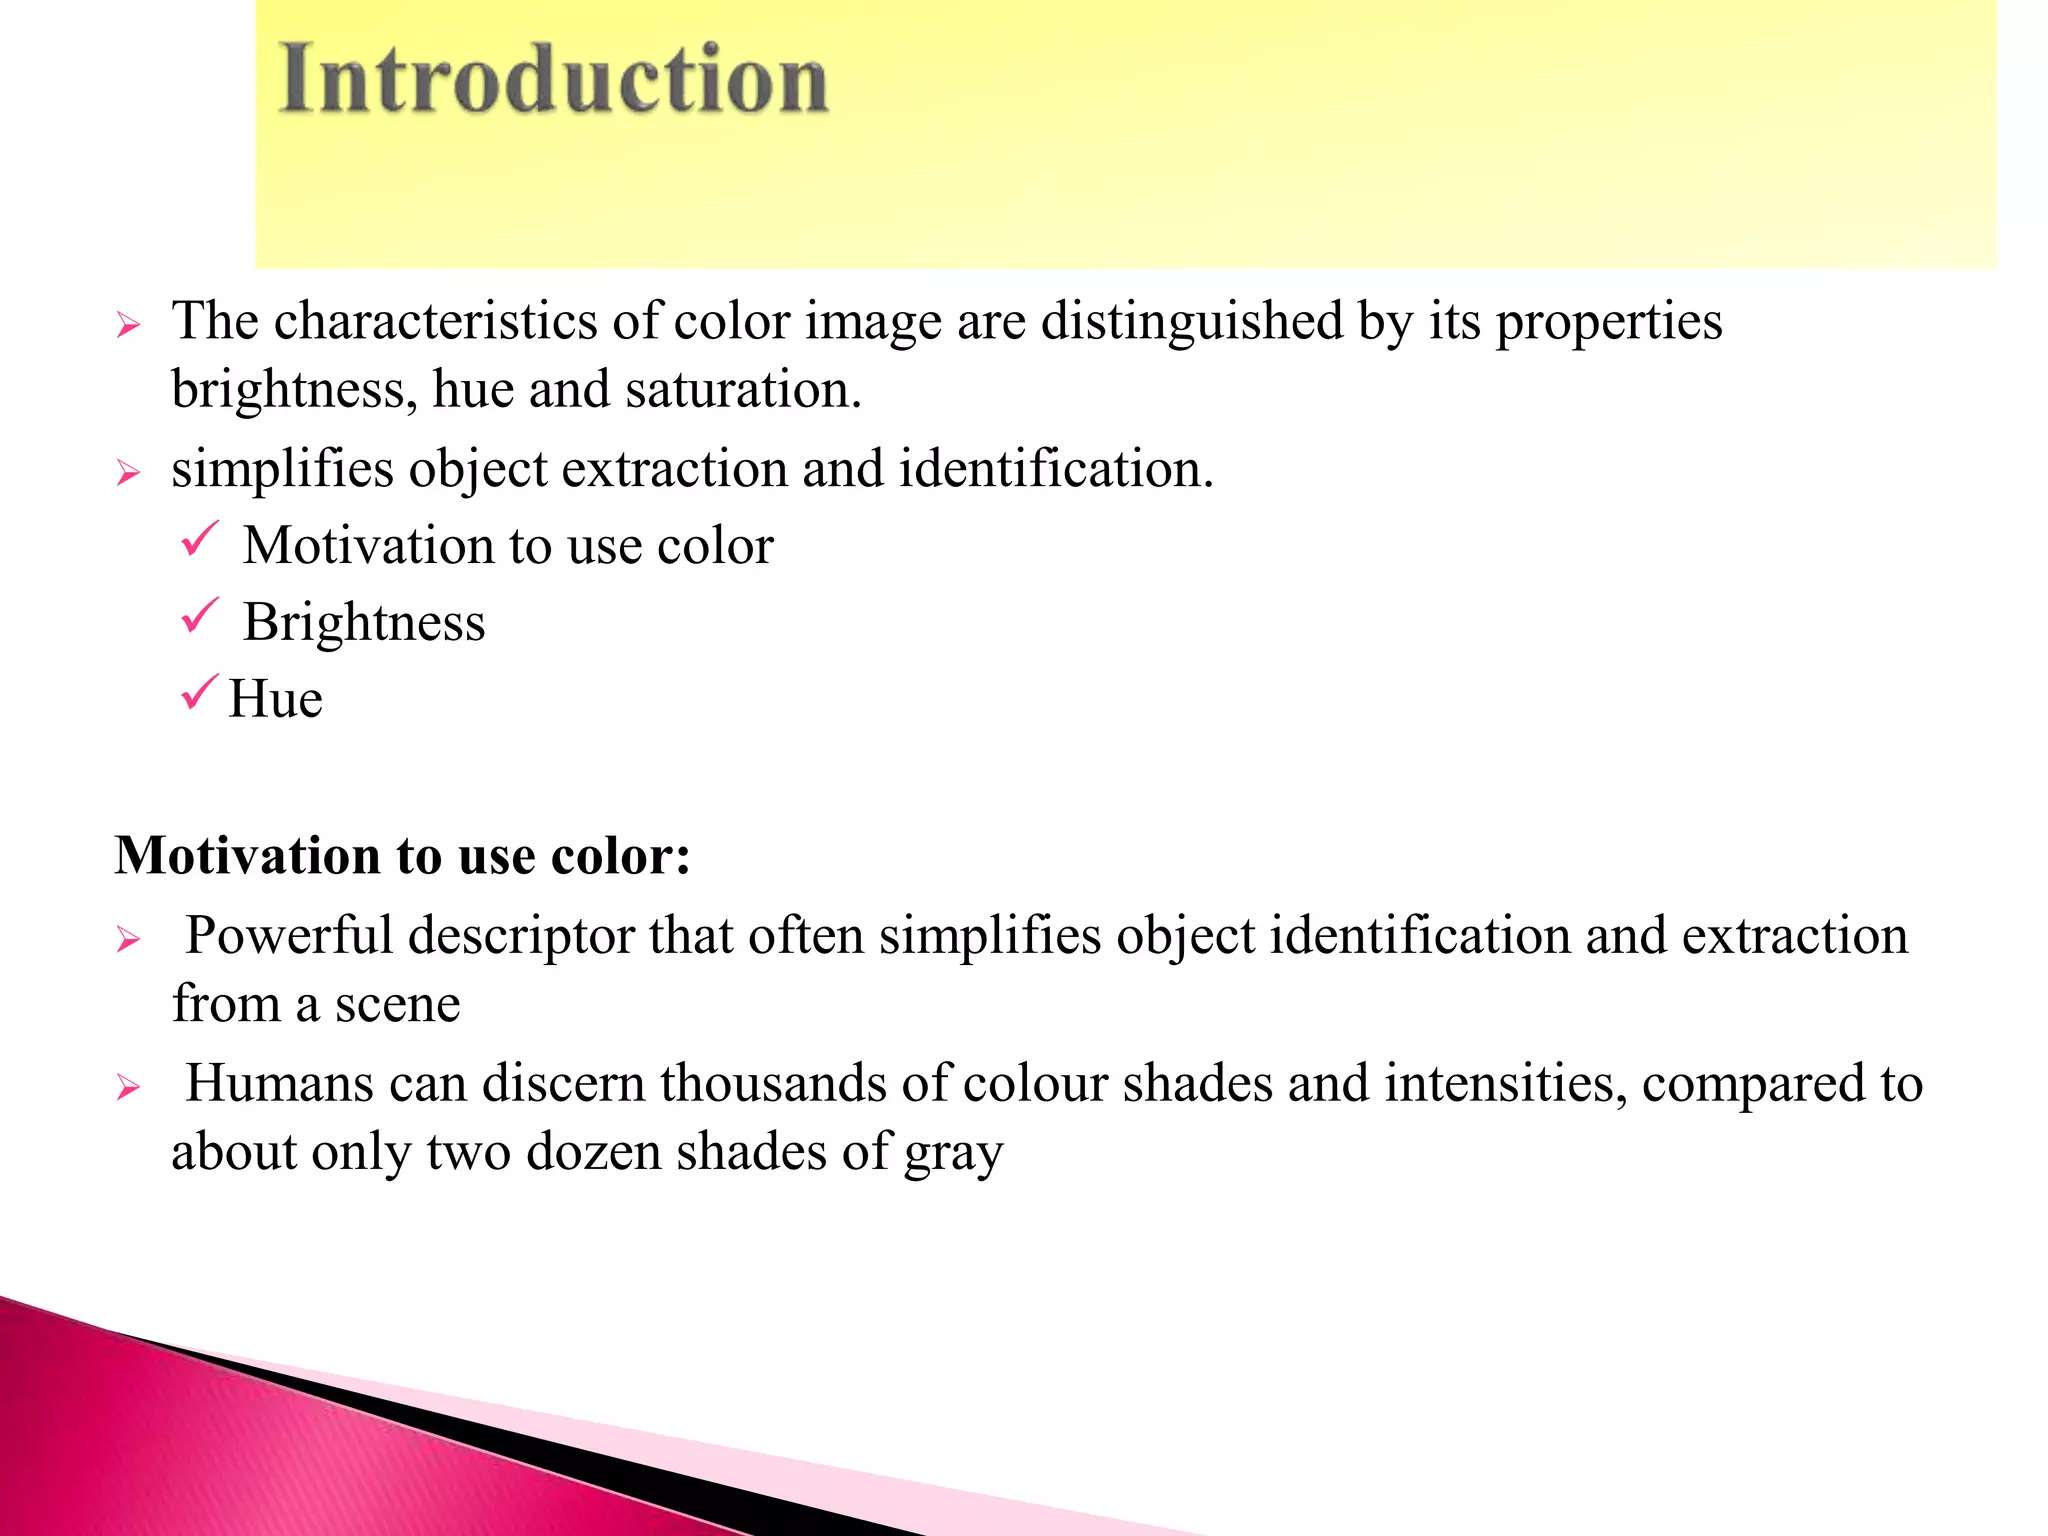 Introduction
➢ The characteristics of color image are distinguished by its properties
brightness, hue and saturation.
➢ simplifies object extraction and identification.
✓ Motivation to use color
✓ Brightness
✓Hue
Motivation to use color:
➢ Powerful descriptor that often simplifies object identification and extraction
from a scene
➢ Humans can discern thousands of colour shades and intensities, compared to
about only two dozen shades of gray